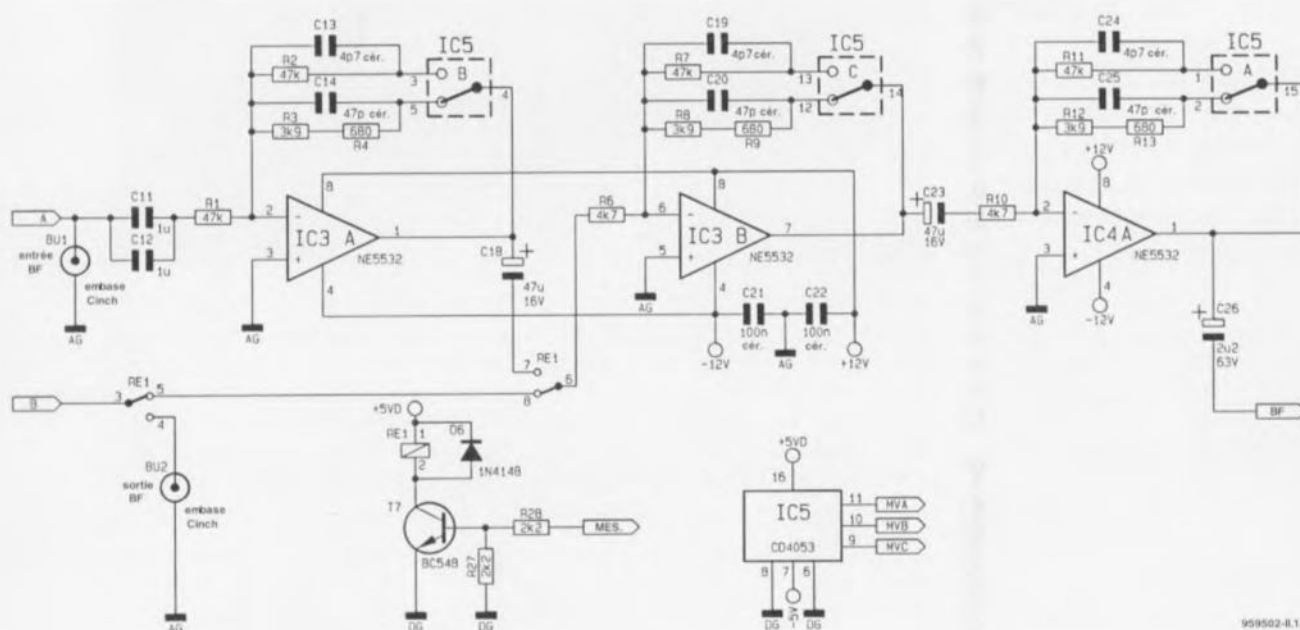 C13
4p7 cér.
R2
47k
C14
47p cér.
R3
3k9
680
R4
IC5
B
3
5
4
C19
4p7 cér.
R7
47k
C20
47p cér.
R8
3k9
680
R9
IC5
C
13
12
14
C24
4p7 cér.
R11
47k
C25
47p cér.
R12
3k9
680
R13
IC5
A
1
2
15
A
BU1
entrée
BF
embase
Cinch
AG
C11
1u
C12
1u
R1
47k
2
3
8
4
1
IC3 A
NE5532
AG
C18
47u
16V
R6
4k7
6
5
8
4
7
IC3 B
NE5532
AG
C21
100n
cér.
C22
100n
cér.
-12V
AG
+12V
C23
47u
16V
R10
4k7
2
3
+12V
8
4
1
IC4A
NE5532
-12V
AG
C26
2u2
63V
BF
B
3
RE1
5
4
7
RE1
6
8
BU2
sortie
BF
embase
Cinch
AG
+5VD
RE1
1
2
D6
1N4148
T7
BC548
R28
2k2
MES.
R27
2k2
DG
DG
+5VD
16
IC5
CD4053
11
MVA
10
MVB
9
MVC
8
7
6
DG
-5V
DG
959502-8.1